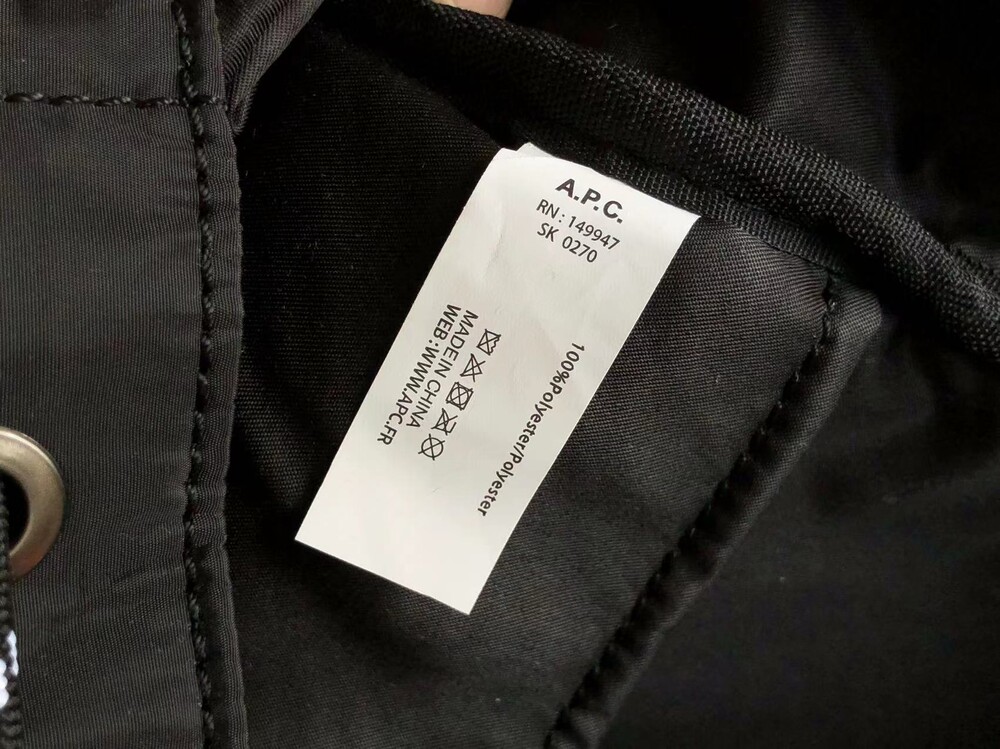 A.P.C.
RN : 149947
SK 0270
100%Polyester/Polyester
MADEIN CHINA
WEB:WWW.APC.FR